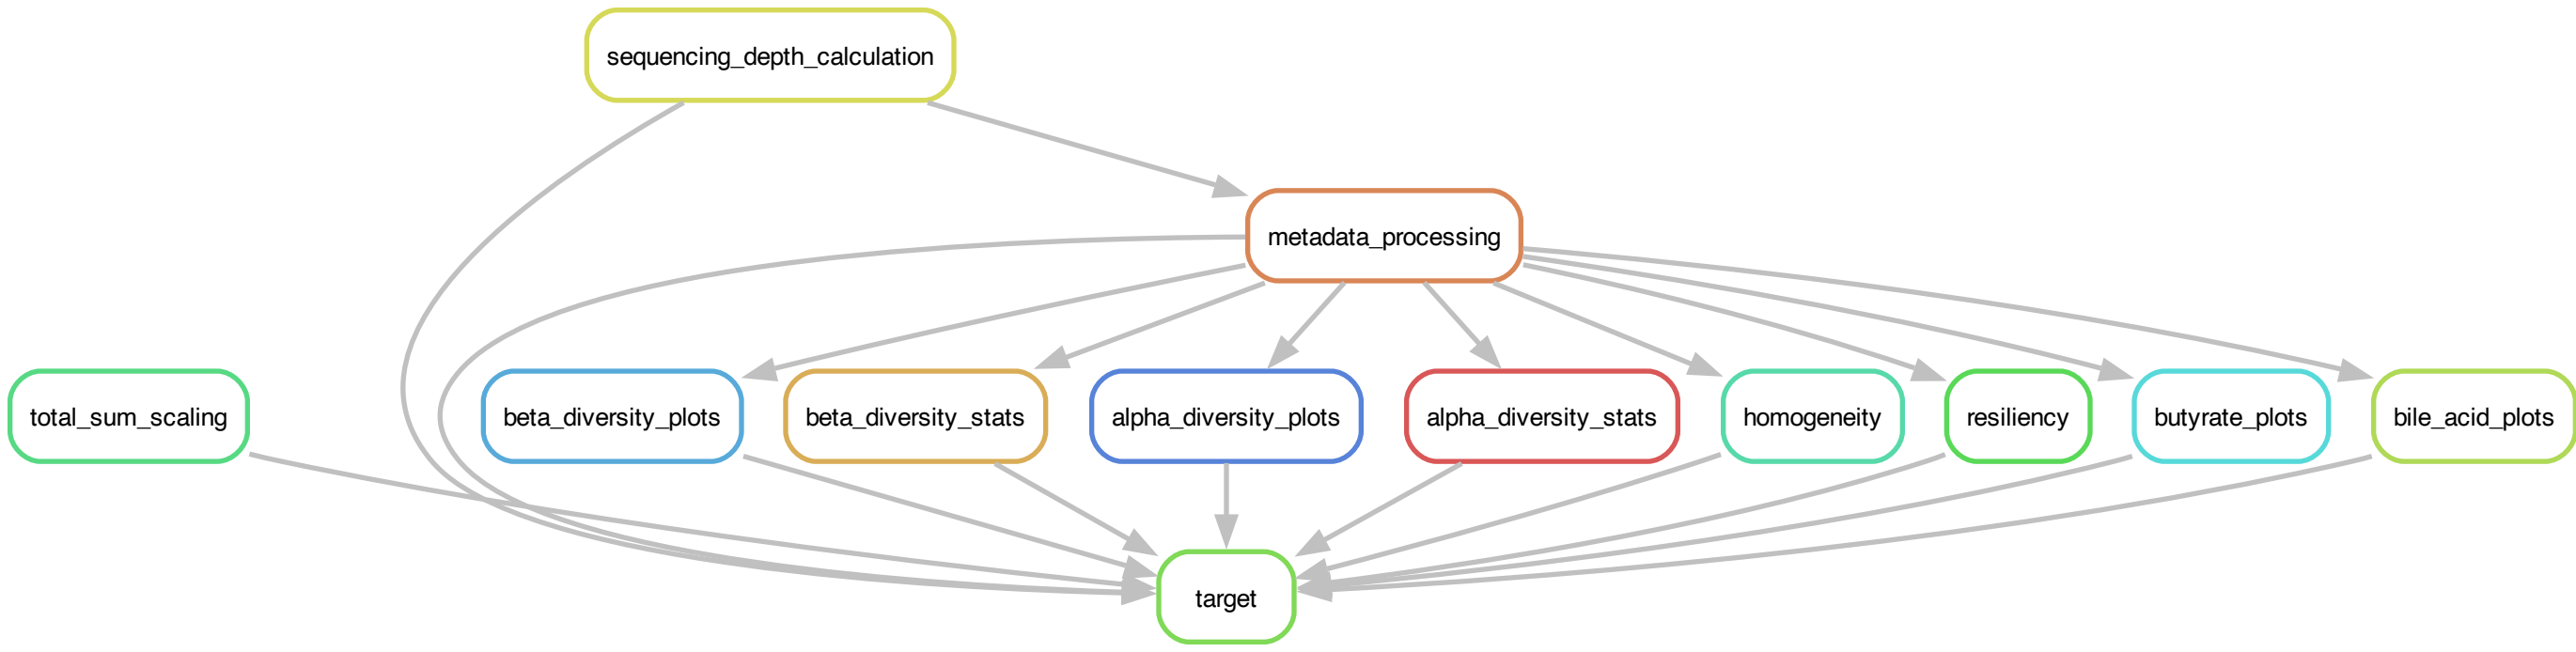 sequencing_depth_calculation
metadata_processing
total_sum_scaling
beta_diversity_plots
beta_diversity_stats
alpha_diversity_plots
alpha_diversity_stats
homogeneity
resiliency
butyrate_plots
bile_acid_plots
target